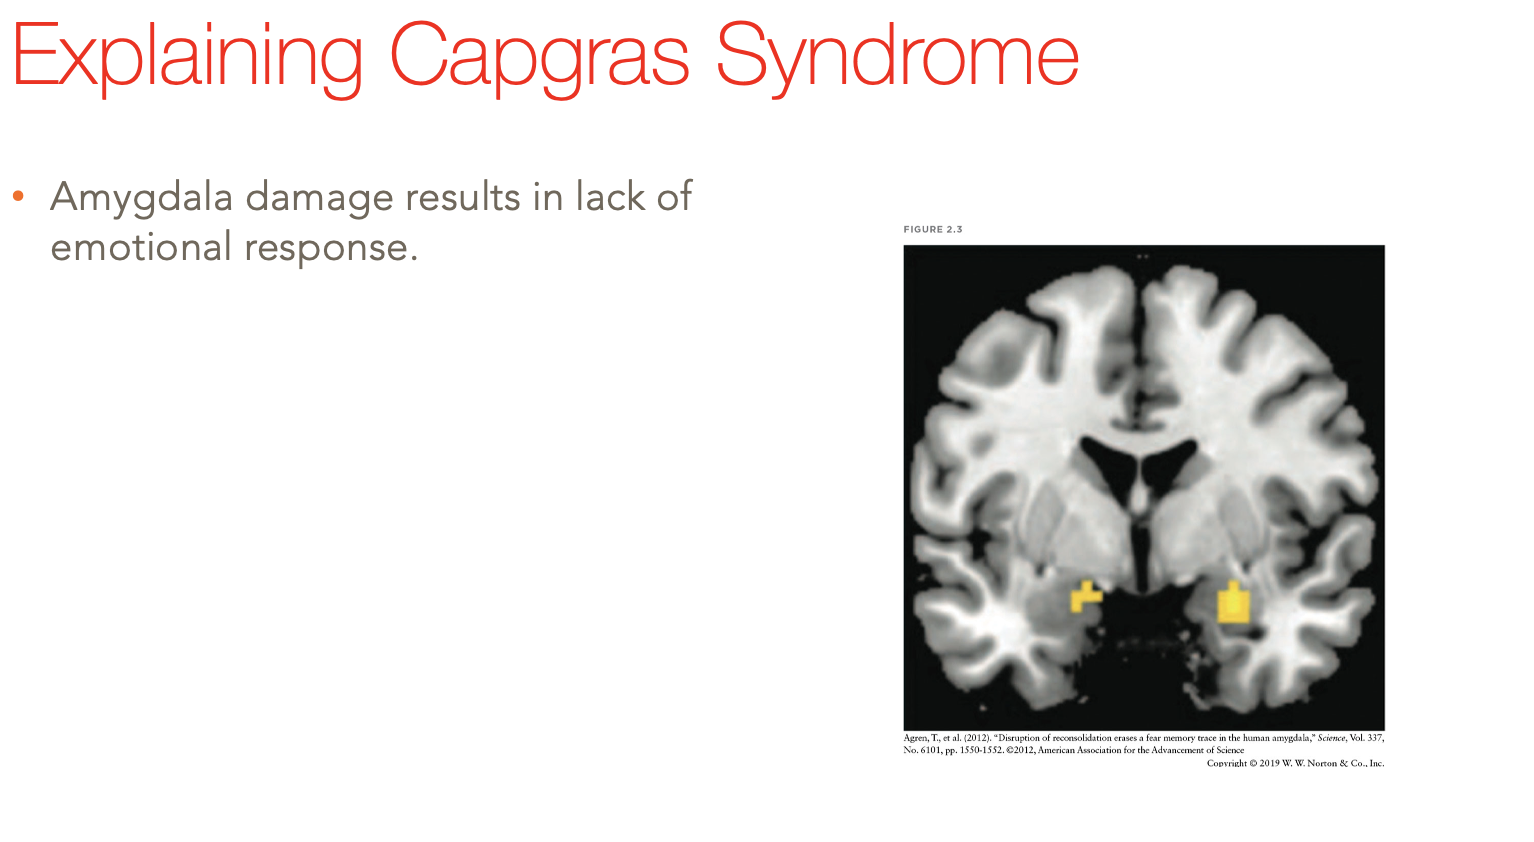 Explaining Capgras Syndrome
• Amygdala damage results in lack of
emotional response.
FIGURE 2.3
Agren, T., et al. (2012). “Disruption of reconsolidation erases a fear memory trace in the human amygdala,” Science, Vol. 337,
No. 6101, pp. 1550-1552. ©2012, American Association for the Advancement of Science
Copyright © 2019 W. W. Norton & Co., Inc.